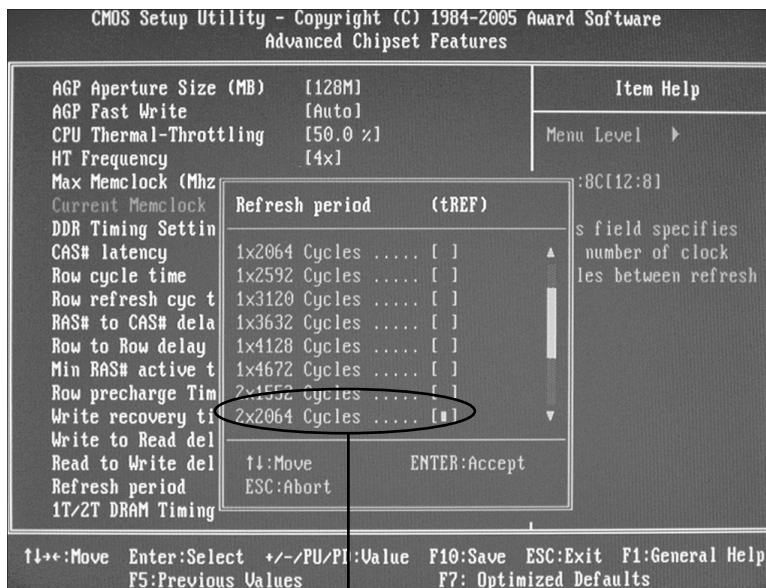 CMOS Setup Utility - Copyright (C) 1984-2005 Award Software
Advanced Chipset Features
AGP Aperture Size (MB) [128M]
AGP Fast Write [Auto]
CPU Thermal-Throttling [50.0 %]
HT Frequency [4x]
Max Memclock (Mhz
Current Memclock
DDR Timing Settin
CAS# latency
Row cycle time
Row refresh cyc t
RAS# to CAS# dela
Row to Row delay
Min RAS# active t
Row precharge Tim
Write recovery ti
Write to Read del
Read to Write del
Refresh period
1T/2T DRAM Timing
Refresh period (tREF)
1x2064 Cycles ..... [ ]
1x2592 Cycles ..... [ ]
1x3120 Cycles ..... [ ]
1x3632 Cycles ..... [ ]
1x4128 Cycles ..... [ ]
1x4672 Cycles ..... [ ]
2x1552 Cycles ..... [ ]
2x2064 Cycles ..... [■]
↑↓:Move ENTER:Accept
ESC:Abort
Item Help
Menu Level ▸
:8C[12:8]
s field specifies
number of clock
les between refresh
↑↓→←:Move Enter:Select +/-/PU/PD:Value F10:Save ESC:Exit F1:General Help
F5:Previous Values F7: Optimized Defaults